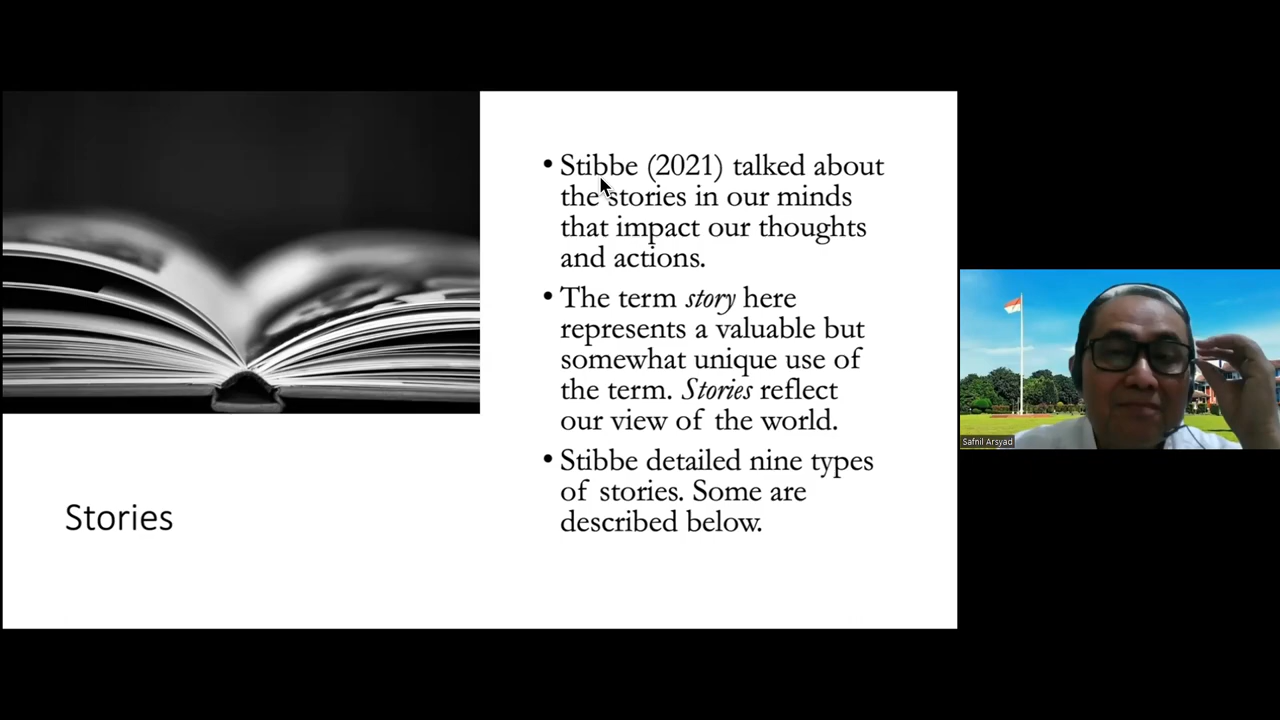 • Stibbe (2021) talked about
the stories in our minds
that impact our thoughts
and actions.
• The term story here
represents a valuable but
somewhat unique use of
the term. Stories reflect
our view of the world.
• Stibbe detailed nine types
of stories. Some are
described below.
Stories
Safnil Arsyad